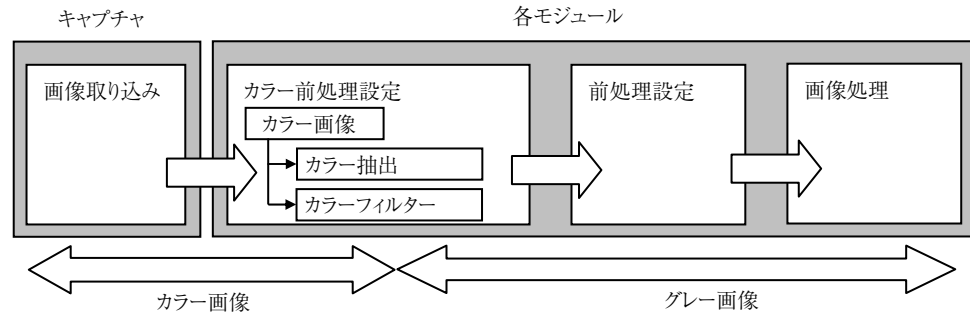 キャプチャ
各モジュール
画像取り込み
カラー前処理設定
カラー画像
カラー抽出
カラーフィルター
前処理設定
画像処理
カラー画像
グレー画像